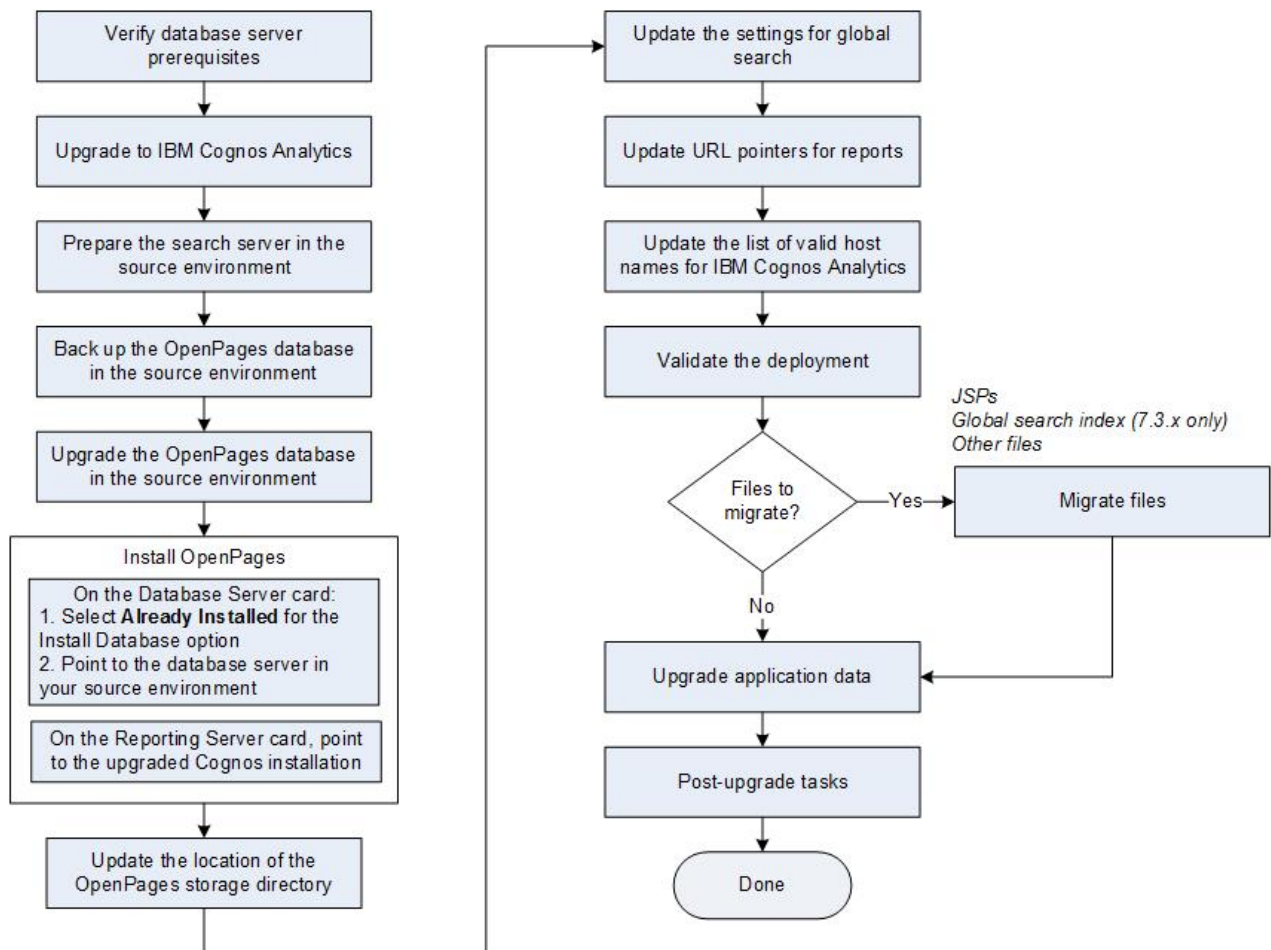 Verify database server
prerequisites
Upgrade to IBM Cognos Analytics
Prepare the search server in the
source environment
Back up the OpenPages database
in the source environment
Upgrade the OpenPages database
in the source environment
Install OpenPages
On the Database Server card:
1. Select Already Installed for the
Install Database option
2. Point to the database server in
your source environment
On the Reporting Server card, point
to the upgraded Cognos installation
Update the location of the
OpenPages storage directory
Update the settings for global
search
Update URL pointers for reports
Update the list of valid host
names for IBM Cognos Analytics
Validate the deployment
Files to
migrate?
Yes
JSPs
Global search index (7.3.x only)
Other files
Migrate files
No
Upgrade application data
Post-upgrade tasks
Done